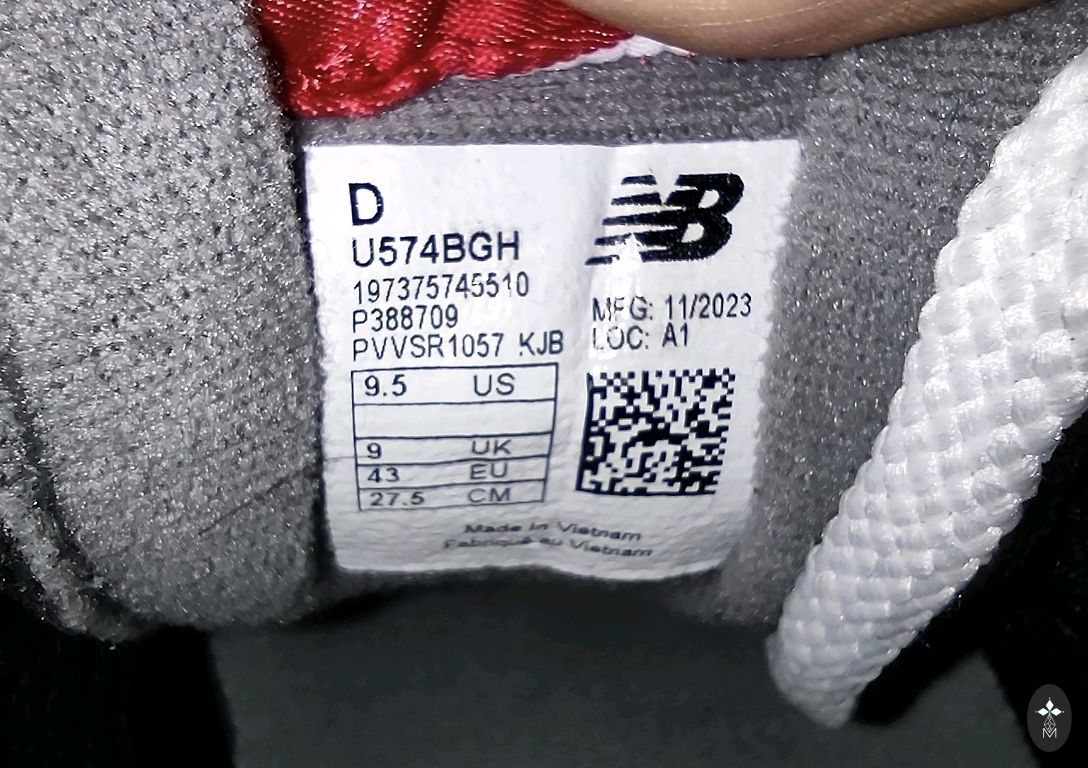 D
NB
U574BGH
197375745510
P388709
PVVSR1057 KJB
MFG: 11/2023
LOC: A1
9.5 US
9 UK
43 EU
27.5 CM
Made in Vietnam
Fabriqué au Vietnam
M